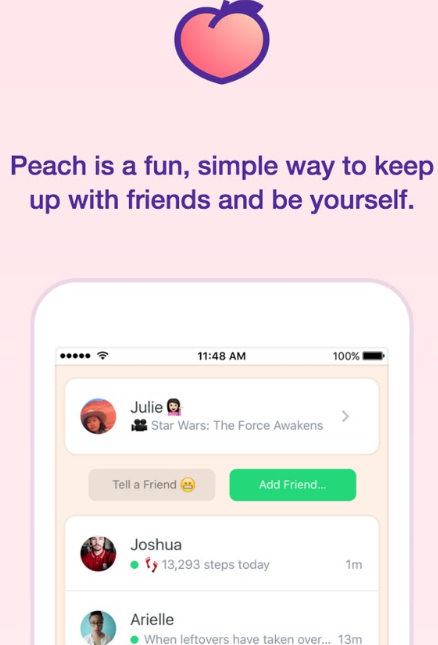 Peach is a fun, simple way to keep
up with friends and be yourself.
11:48 AM 100%
Julie 💁🏻
🎥 Star Wars: The Force Awakens
Tell a Friend 😁 Add Friend...
Joshua
👣 13,293 steps today 1m
Arielle
When leftovers have taken over... 13m